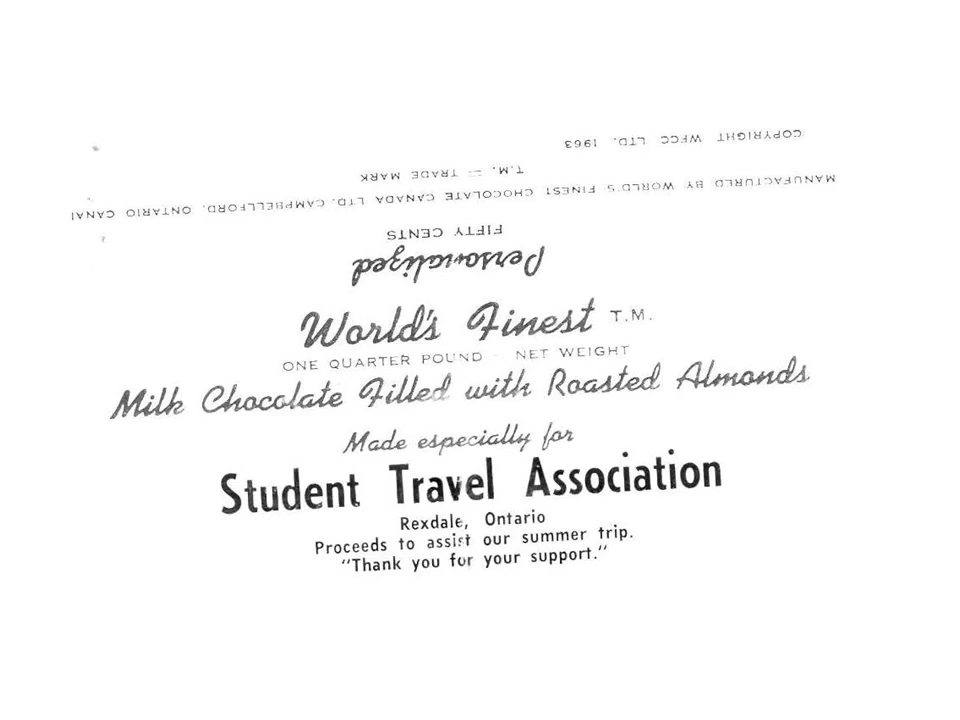 Personalized
FIFTY CENTS
MANUFACTURED BY WORLD'S FINEST CHOCOLATE CANADA LTD. CAMPBELLFORD, ONTARIO CANA
T.M. — TRADE MARK
COPYRIGHT WFCC LTD. 1963
World's Finest T.M.
ONE QUARTER POUND NET WEIGHT
Milk Chocolate Filled with Roasted Almonds
Made especially for
Student Travel Association
Rexdale, Ontario
Proceeds to assist our summer trip.
"Thank you for your support."